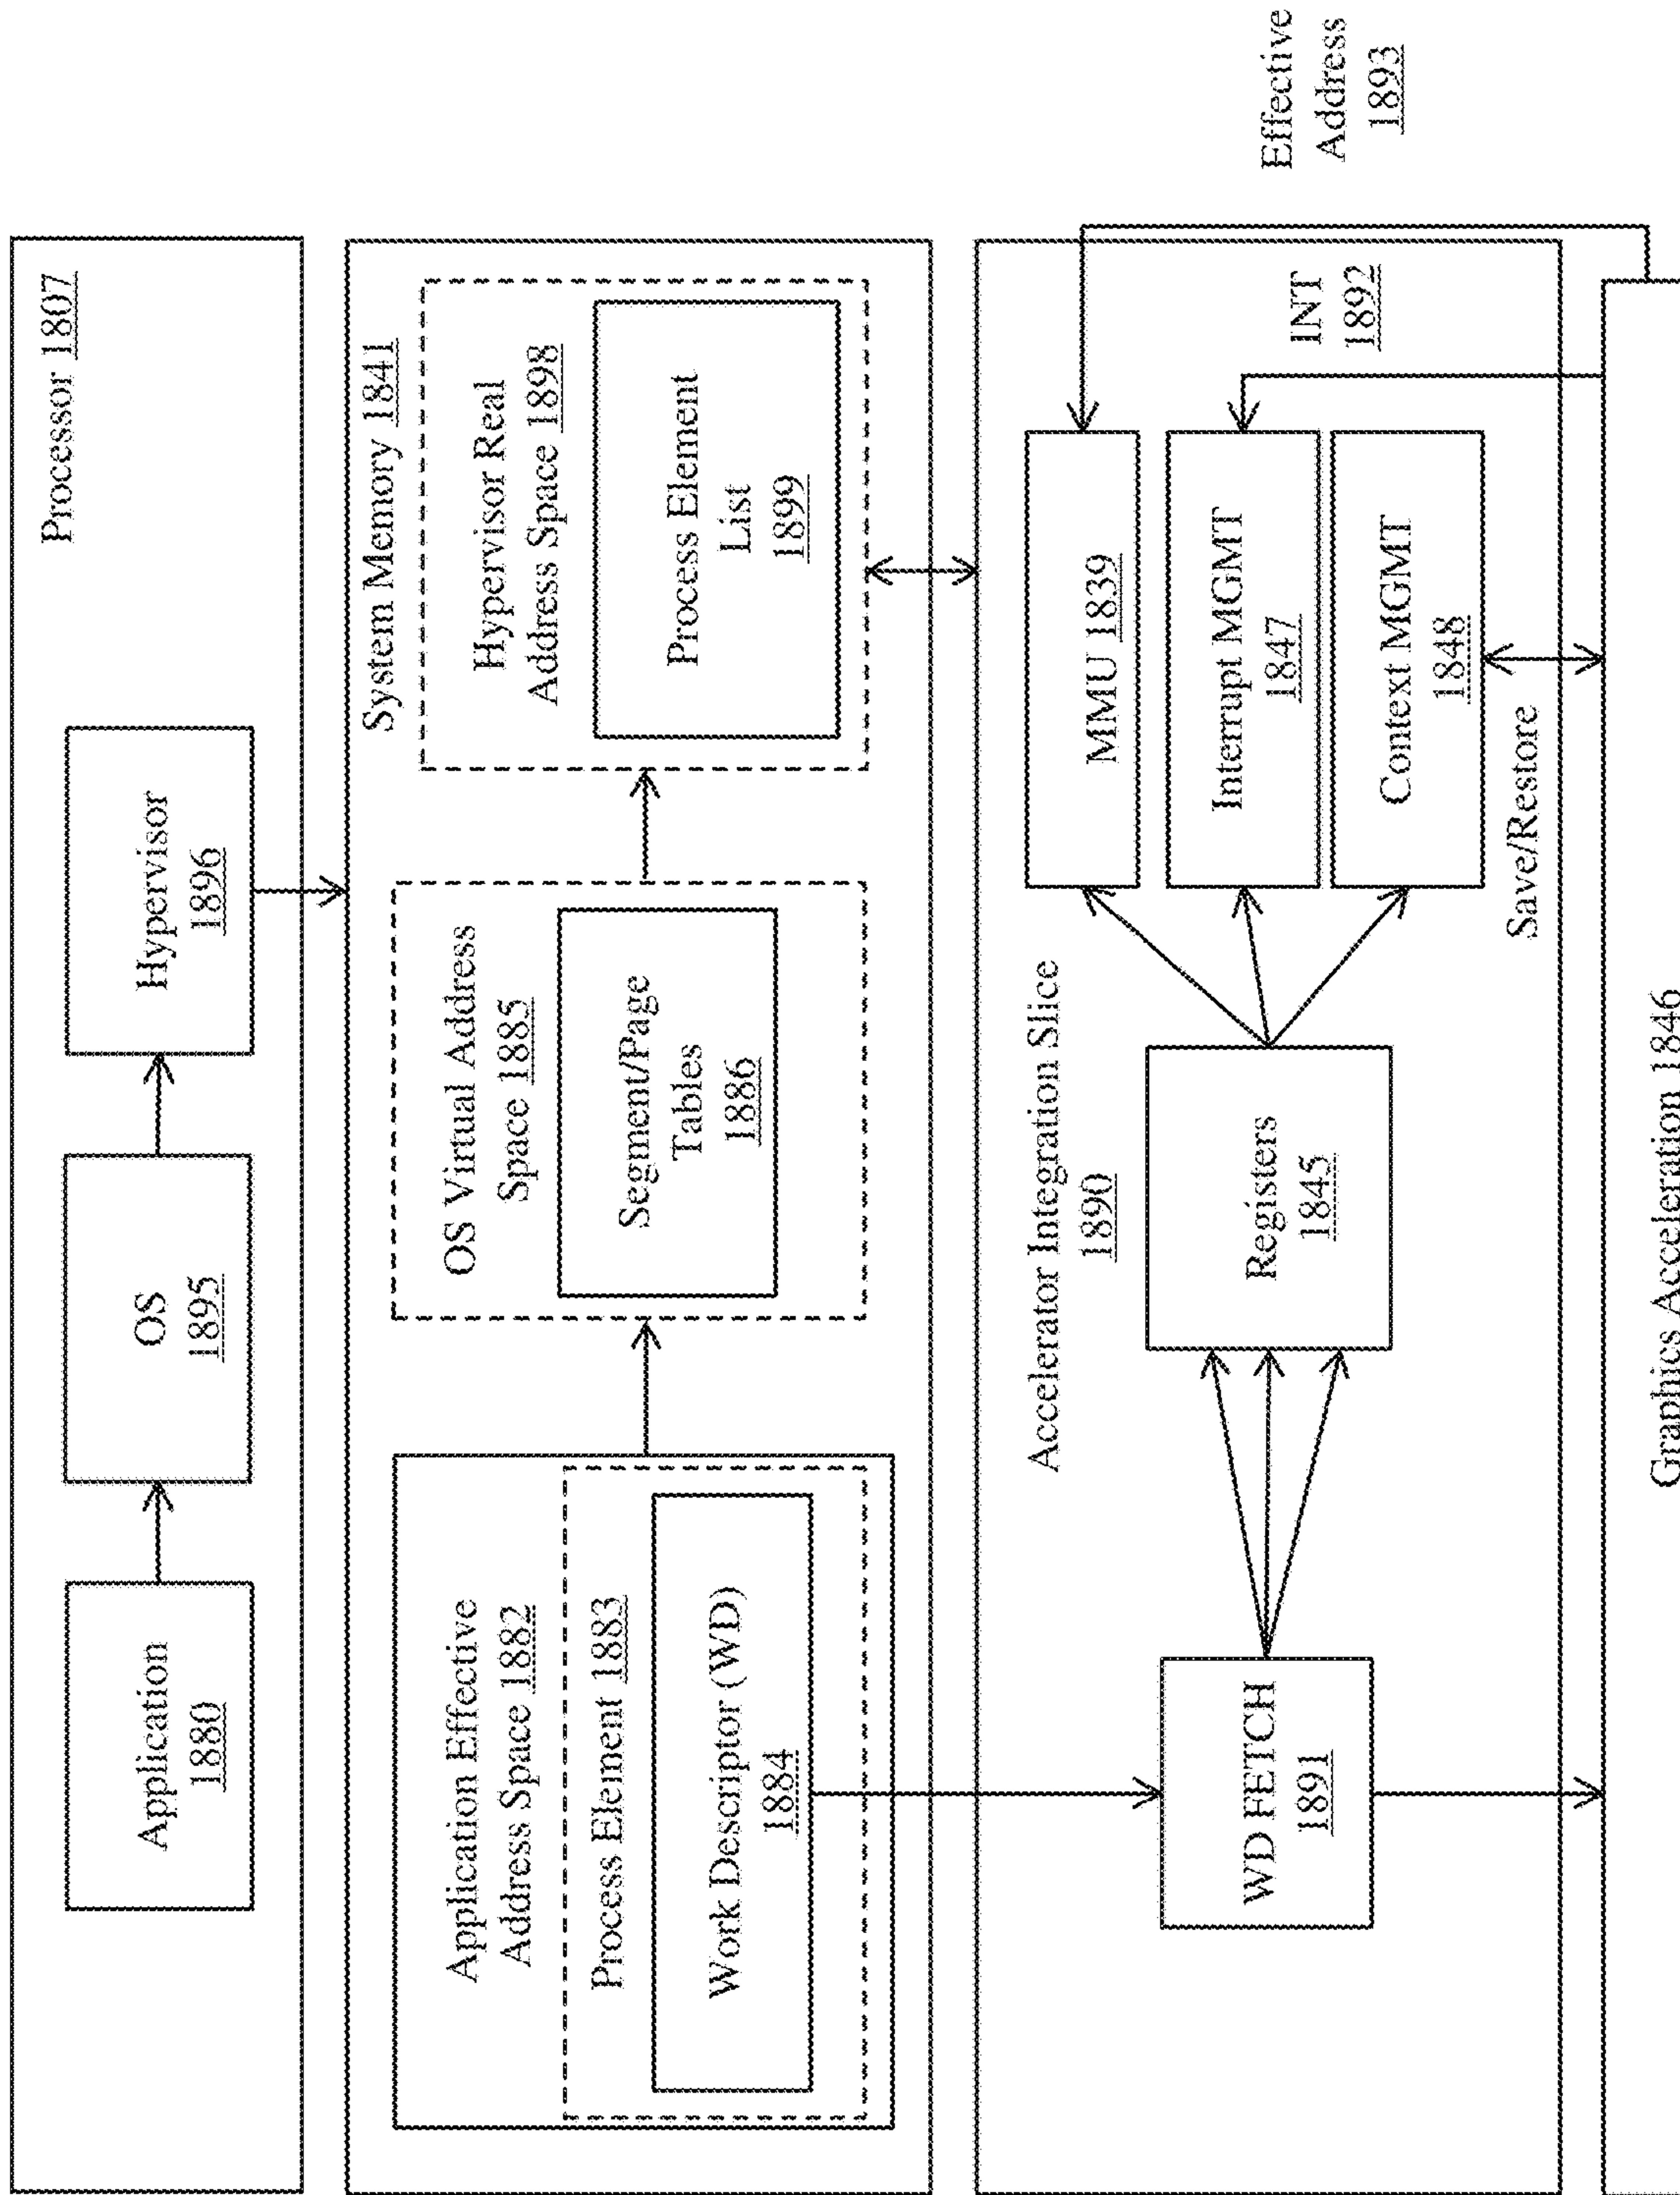 Processor 1807
Application
1880
OS
1895
Hypervisor
1896
System Memory 1841
Application Effective
Address Space 1882
Process Element 1883
Work Descriptor (WD)
1884
OS Virtual Address
Space 1885
Segment/Page
Tables
1886
Hypervisor Real
Address Space 1898
Process Element
List
1899
Accelerator Integration Slice
1890
WD FETCH
1891
Registers
1845
MMU 1839
Interrupt MGMT
1847
Context MGMT
1848
INT
1892
Effective
Address
1893
Save/Restore
Graphics Acceleration 1846